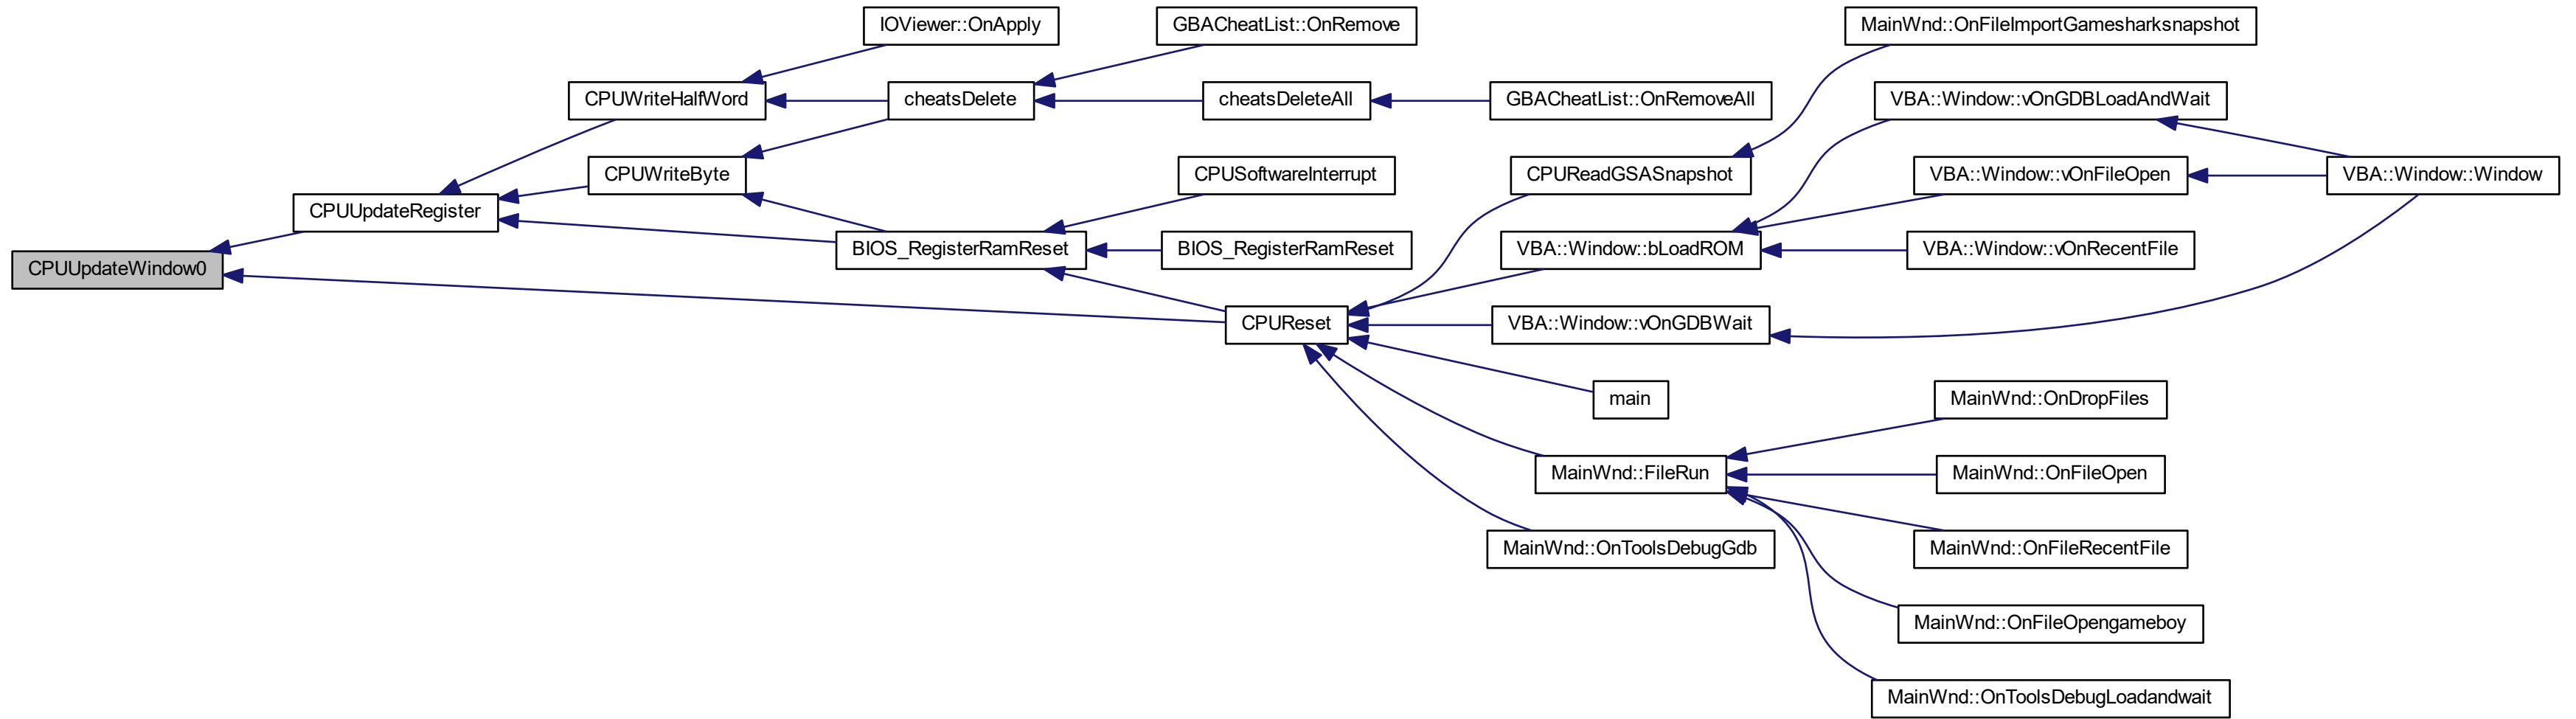 IOViewer::OnApply
GBACheatList::OnRemove
MainWnd::OnFileImportGamesharksnapshot
CPUWriteHalfWord
cheatsDelete
cheatsDeleteAll
GBACheatList::OnRemoveAll
VBA::Window::vOnGDBLoadAndWait
CPUWriteByte
CPUSoftwareInterrupt
CPUReadGSASnapshot
VBA::Window::vOnFileOpen
VBA::Window::Window
CPUUpdateRegister
BIOS_RegisterRamReset
BIOS_RegisterRamReset
VBA::Window::bLoadROM
VBA::Window::vOnRecentFile
CPUUpdateWindow0
CPUReset
VBA::Window::vOnGDBWait
main
MainWnd::OnDropFiles
MainWnd::FileRun
MainWnd::OnFileOpen
MainWnd::OnToolsDebugGdb
MainWnd::OnFileRecentFile
MainWnd::OnFileOpengameboy
MainWnd::OnToolsDebugLoadandwait